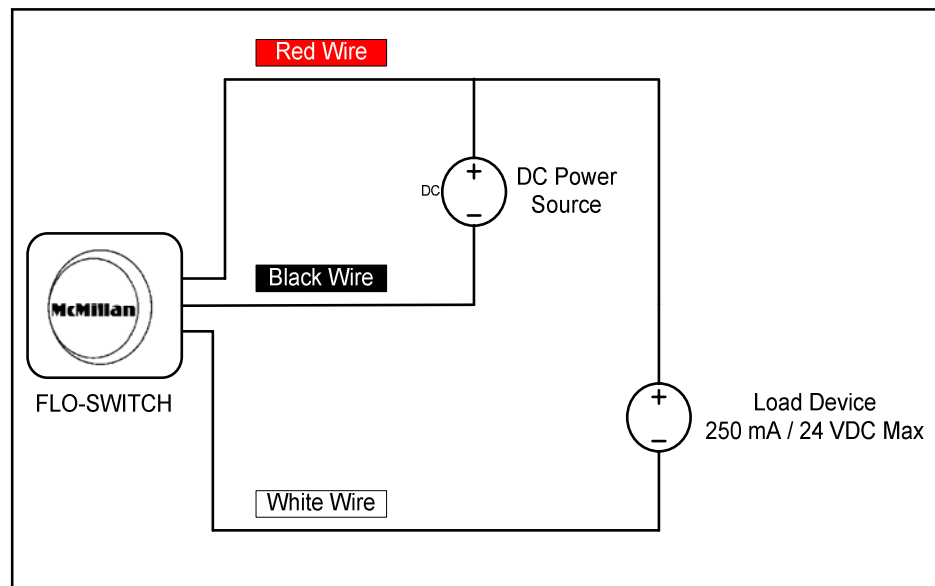 Red Wire
+
DC
−
DC Power
Source
Black Wire
McMillan
FLO-SWITCH
+
−
Load Device
250 mA / 24 VDC Max
White Wire